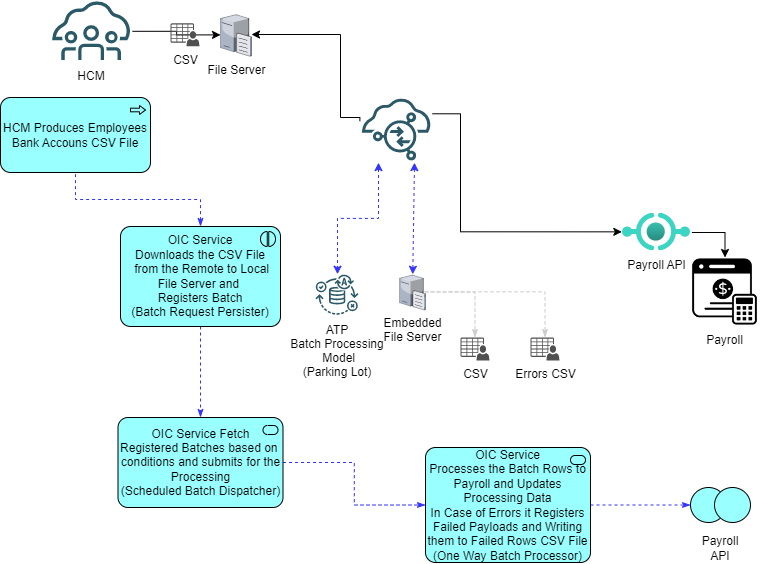 HCM
CSV
File Server
HCM Produces Employees
Bank Accouns CSV File
OIC Service
Downloads the CSV File
from the Remote to Local
File Server and
Registers Batch
(Batch Request Persister)
ATP
Batch Processing
Model
(Parking Lot)
Embedded
File Server
CSV
Errors CSV
Payroll API
Payroll
OIC Service Fetch
Registered Batches based on
conditions and submits for the
Processing
(Scheduled Batch Dispatcher)
OIC Service
Processes the Batch Rows to
Payroll and Updates
Processing Data
In Case of Errors it Registers
Failed Payloads and Writing
them to Failed Rows CSV File
(One Way Batch Processor)
Payroll
API